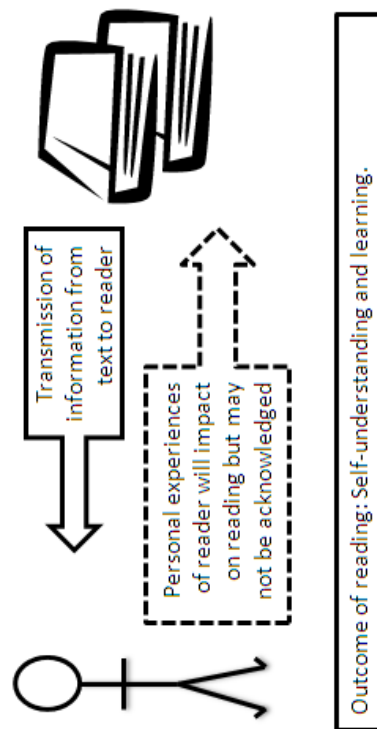 Transmission of
information from
text to reader
Personal experiences
of reader will impact
on reading but may
not be acknowledged
Outcome of reading: Self-understanding and learning.